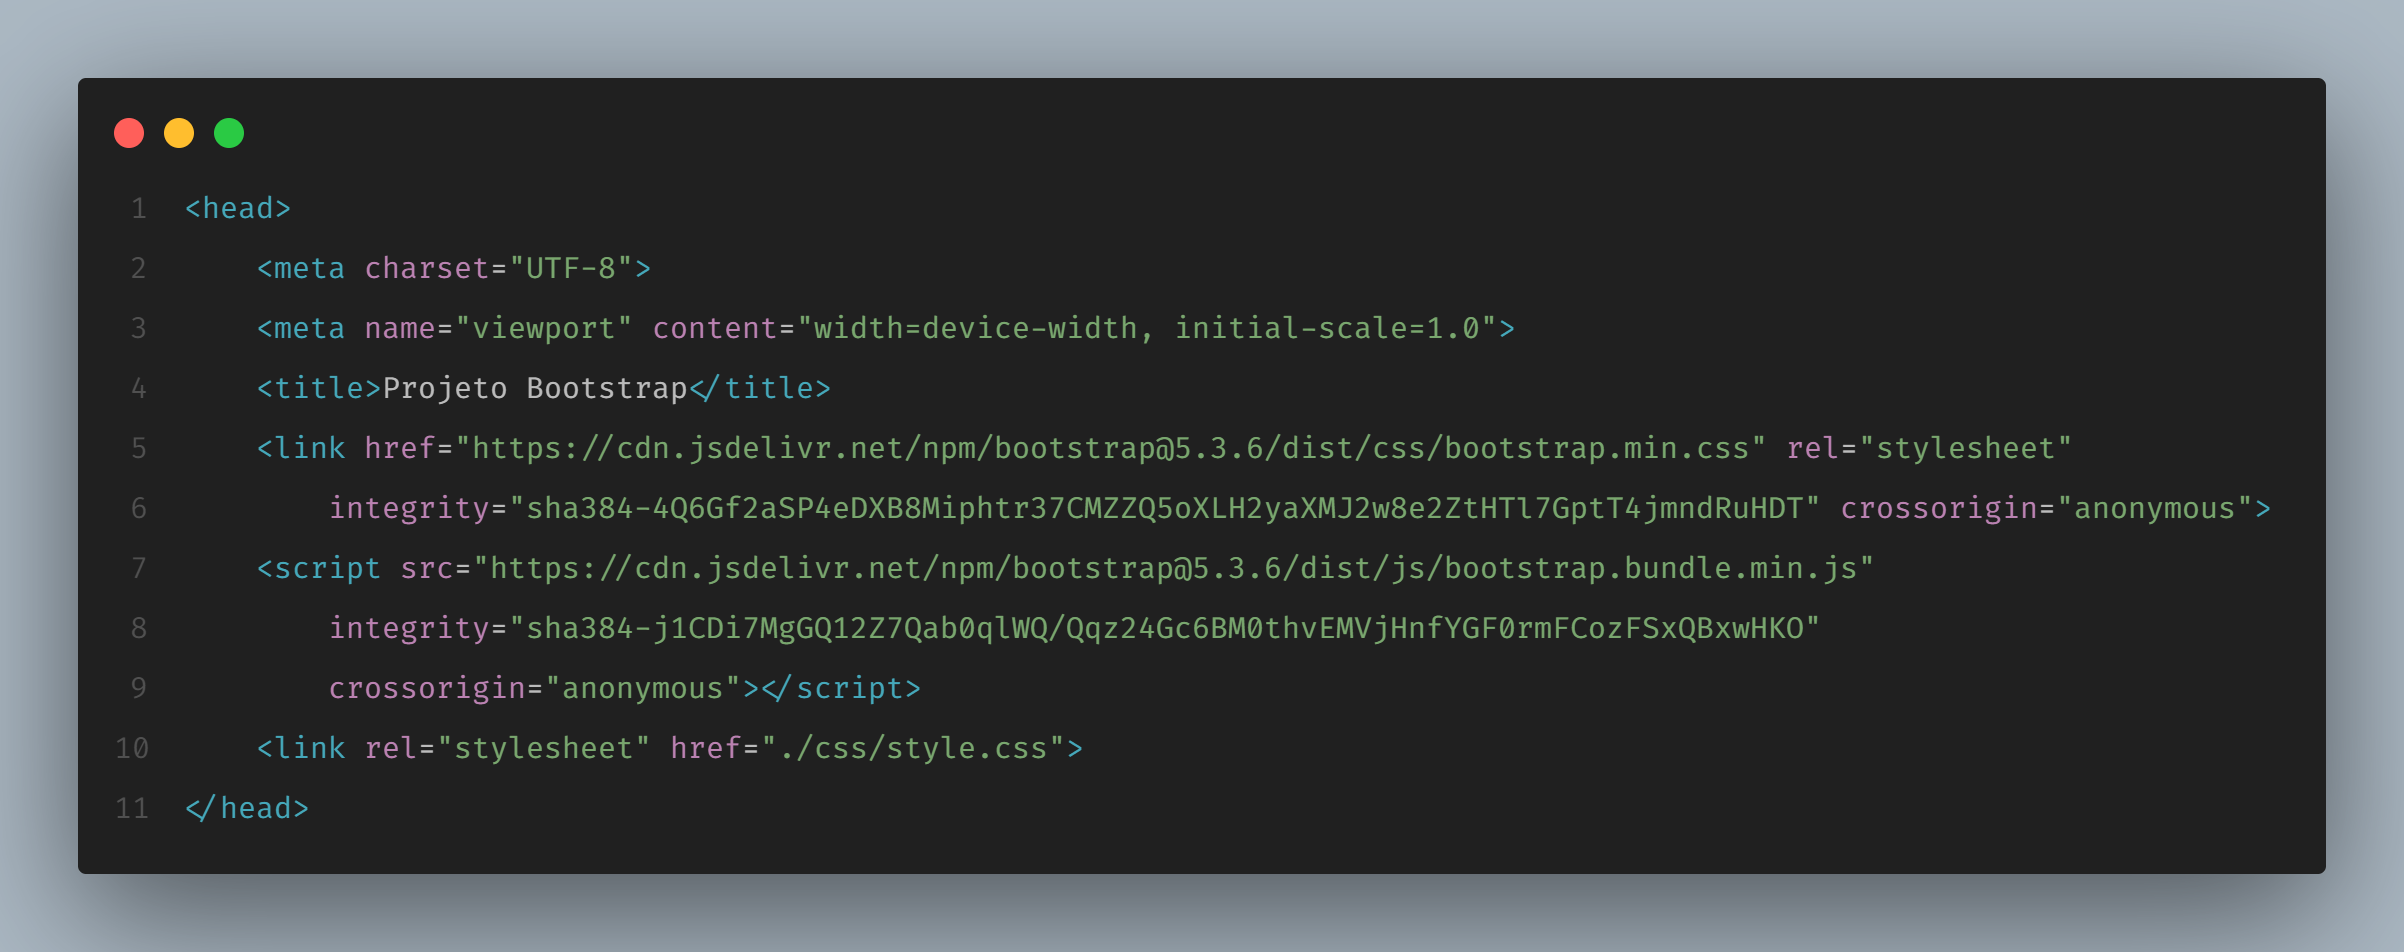 1 <head>
2 <meta charset="UTF-8">
3 <meta name="viewport" content="width=device-width, initial-scale=1.0">
4 <title>Projeto Bootstrap</title>
5 <link href="https://cdn.jsdelivr.net/npm/bootstrap@5.3.6/dist/css/bootstrap.min.css" rel="stylesheet"
6 integrity="sha384-4Q6Gf2aSP4eDXB8Miphtr37CMZZQ5oXLH2yaXMJ2w8e2ZtHTl7GptT4jmndRuHDT" crossorigin="anonymous">
7 <script src="https://cdn.jsdelivr.net/npm/bootstrap@5.3.6/dist/js/bootstrap.bundle.min.js"
8 integrity="sha384-j1CDi7MgGQ12Z7Qab0qlWQ/Qqz24Gc6BM0thvEMVjHnfYGF0rmFCozFSxQBxwHKO"
9 crossorigin="anonymous"></script>
10 <link rel="stylesheet" href="./css/style.css">
11 </head>